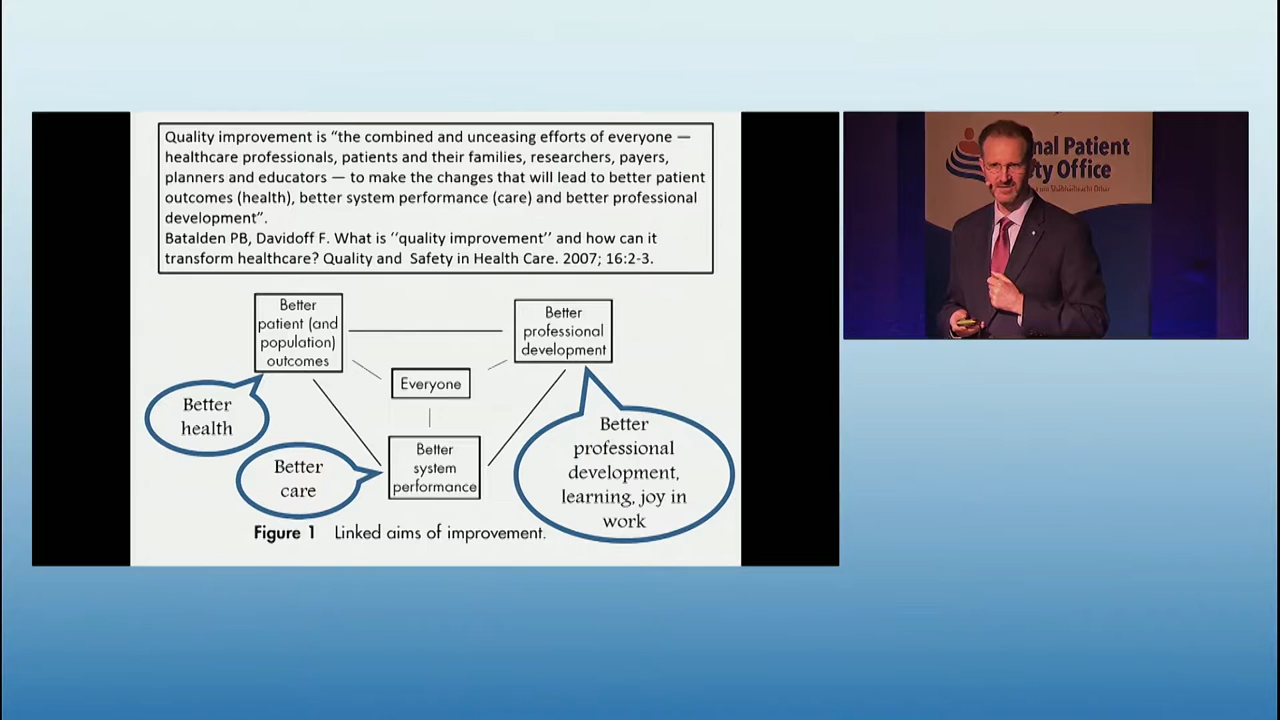 Quality improvement is “the combined and unceasing efforts of everyone —
healthcare professionals, patients and their families, researchers, payers,
planners and educators — to make the changes that will lead to better patient
outcomes (health), better system performance (care) and better professional
development”.
Batalden PB, Davidoff F. What is ‘‘quality improvement’’ and how can it
transform healthcare? Quality and Safety in Health Care. 2007; 16:2-3.
Better
patient (and
population)
outcomes
Better
professional
development
Everyone
Better
health
Better
care
Better
system
performance
Better
professional
development,
learning, joy in
work
Figure 1 Linked aims of improvement.
nal Patient
ty Office